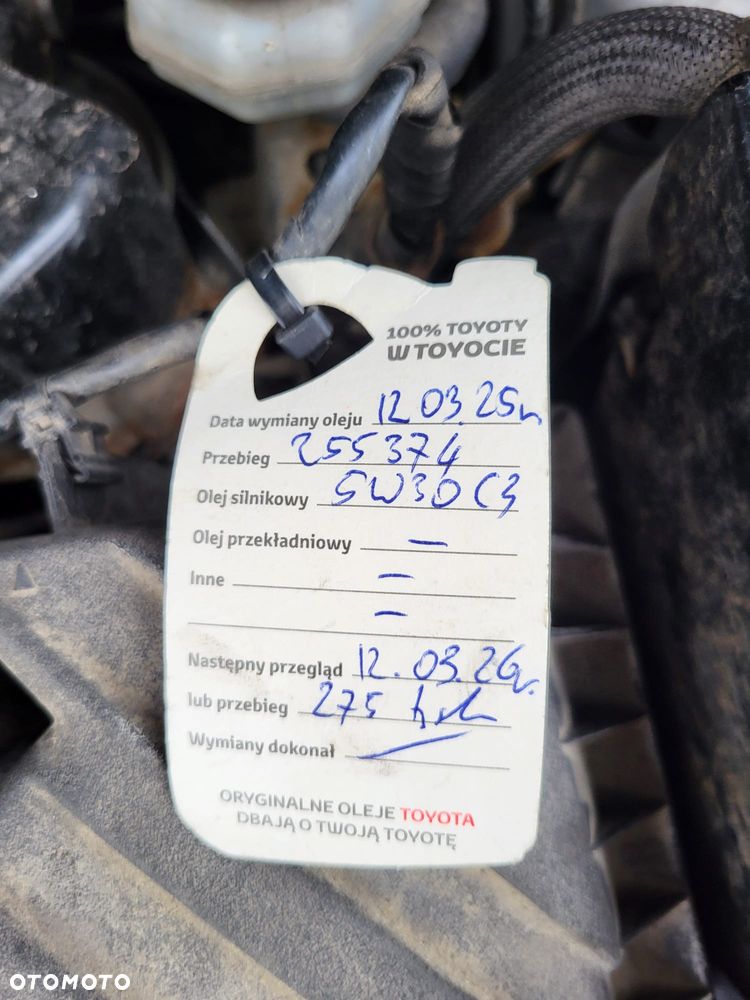 100% TOYOTY
W TOYOCIE
Data wymiany oleju 12.03.25r
Przebieg 255374
Olej silnikowy 5W30 C3
Olej przekładniowy —
Inne —
—
Następny przegląd 12.03.26r.
lub przebieg 275
Wymiany dokonał
ORYGINALNE OLEJE TOYOTA
DBAJĄ O TWOJĄ TOYOTĘ
OTOMOTO